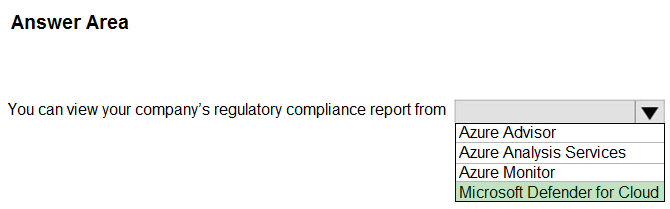 Answer Area
You can view your company's regulatory compliance report from
Azure Advisor
Azure Analysis Services
Azure Monitor
Microsoft Defender for Cloud